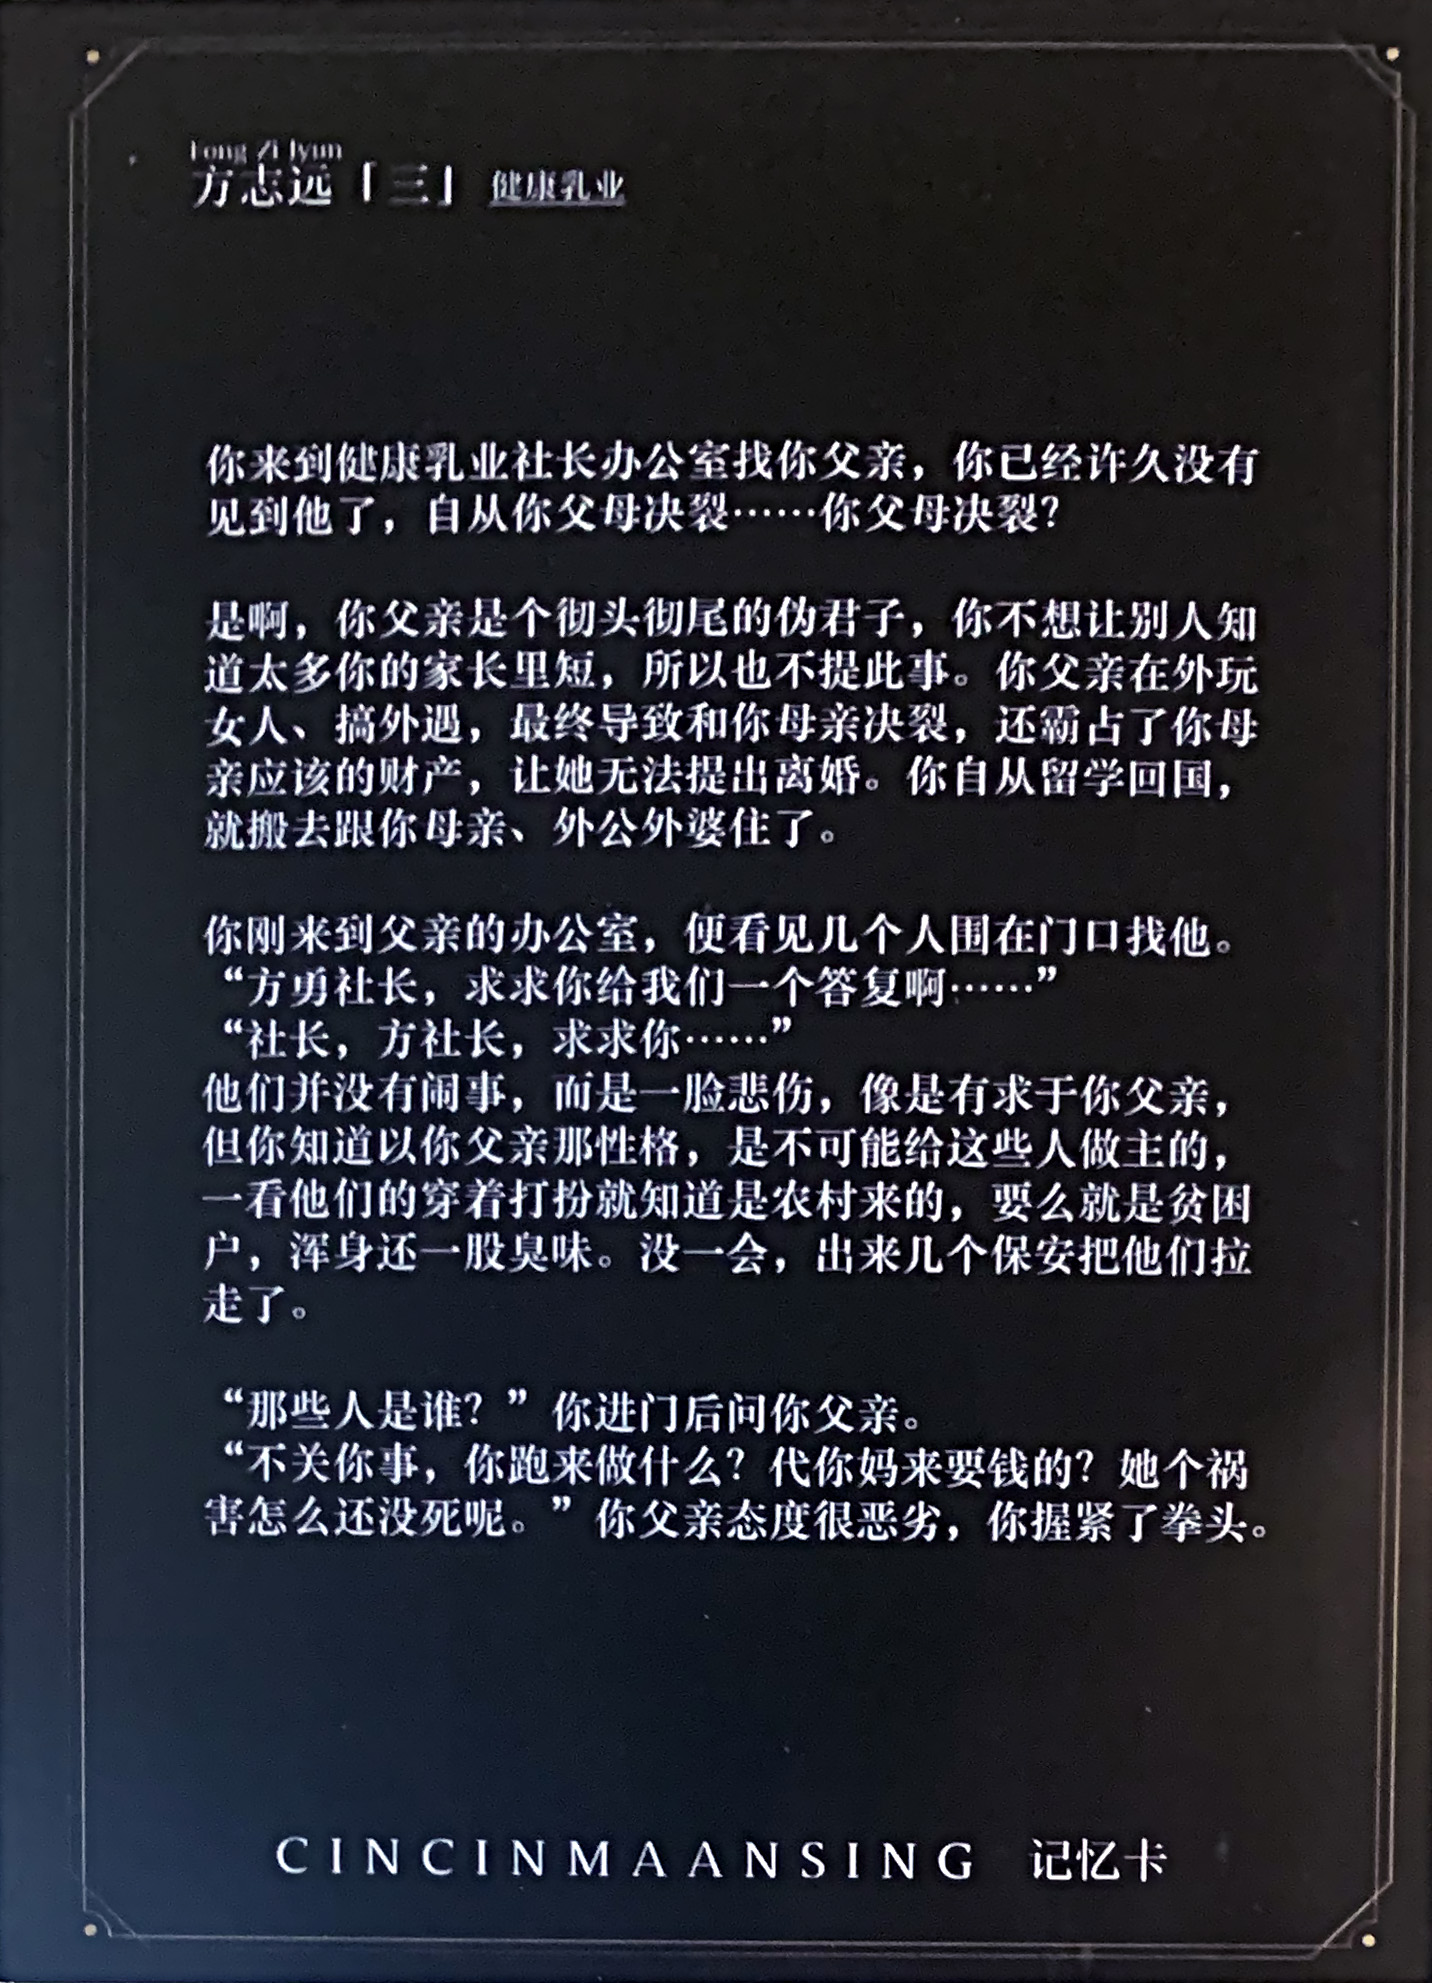 Fong Zi Jyun
方志远「三」 健康乳业
你来到健康乳业社长办公室找你父亲，你已经许久没有
见到他了，自从你父母决裂……你父母决裂？
是啊，你父亲是个彻头彻尾的伪君子，你不想让别人知
道太多你的家长里短，所以也不提此事。你父亲在外玩
女人、搞外遇，最终导致和你母亲决裂，还霸占了你母
亲应该的财产，让她无法提出离婚。你自从留学回国，
就搬去跟你母亲、外公外婆住了。
你刚来到父亲的办公室，便看见几个人围在门口找他。
“方勇社长，求求你给我们一个答复啊……”
“社长，方社长，求求你……”
他们并没有闹事，而是一脸悲伤，像是有求于你父亲，
但你知道以你父亲那性格，是不可能给这些人做主的，
一看他们的穿着打扮就知道是农村来的，要么就是贫困
户，浑身还一股臭味。没一会，出来几个保安把他们拉
走了。
“那些人是谁？”你进门后问你父亲。
“不关你事，你跑来做什么？代你妈来要钱的？她个祸
害怎么还没死呢。”你父亲态度很恶劣，你握紧了拳头。
CINCINMAANSING 记忆卡